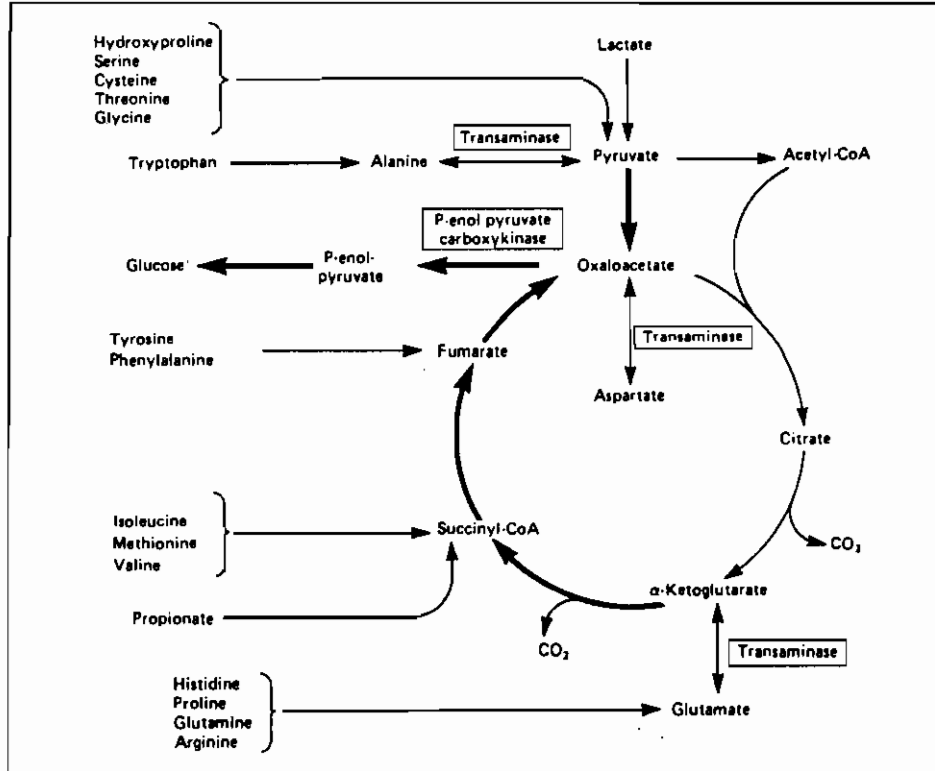 Hydroxyproline
Serine
Cysteine
Threonine
Glycine
Lactate
Transaminase
Tryptophan
Alanine
Pyruvate
Acetyl-CoA
P-enol pyruvate
carboxykinase
Glucose
P-enol-
pyruvate
Oxaloacetate
Tyrosine
Phenylalanine
Fumarate
Transaminase
Aspartate
Citrate
Isoleucine
Methionine
Valine
Succinyl-CoA
CO₂
α-Ketoglutarate
Propionate
CO₂
Transaminase
Histidine
Proline
Glutamine
Arginine
Glutamate